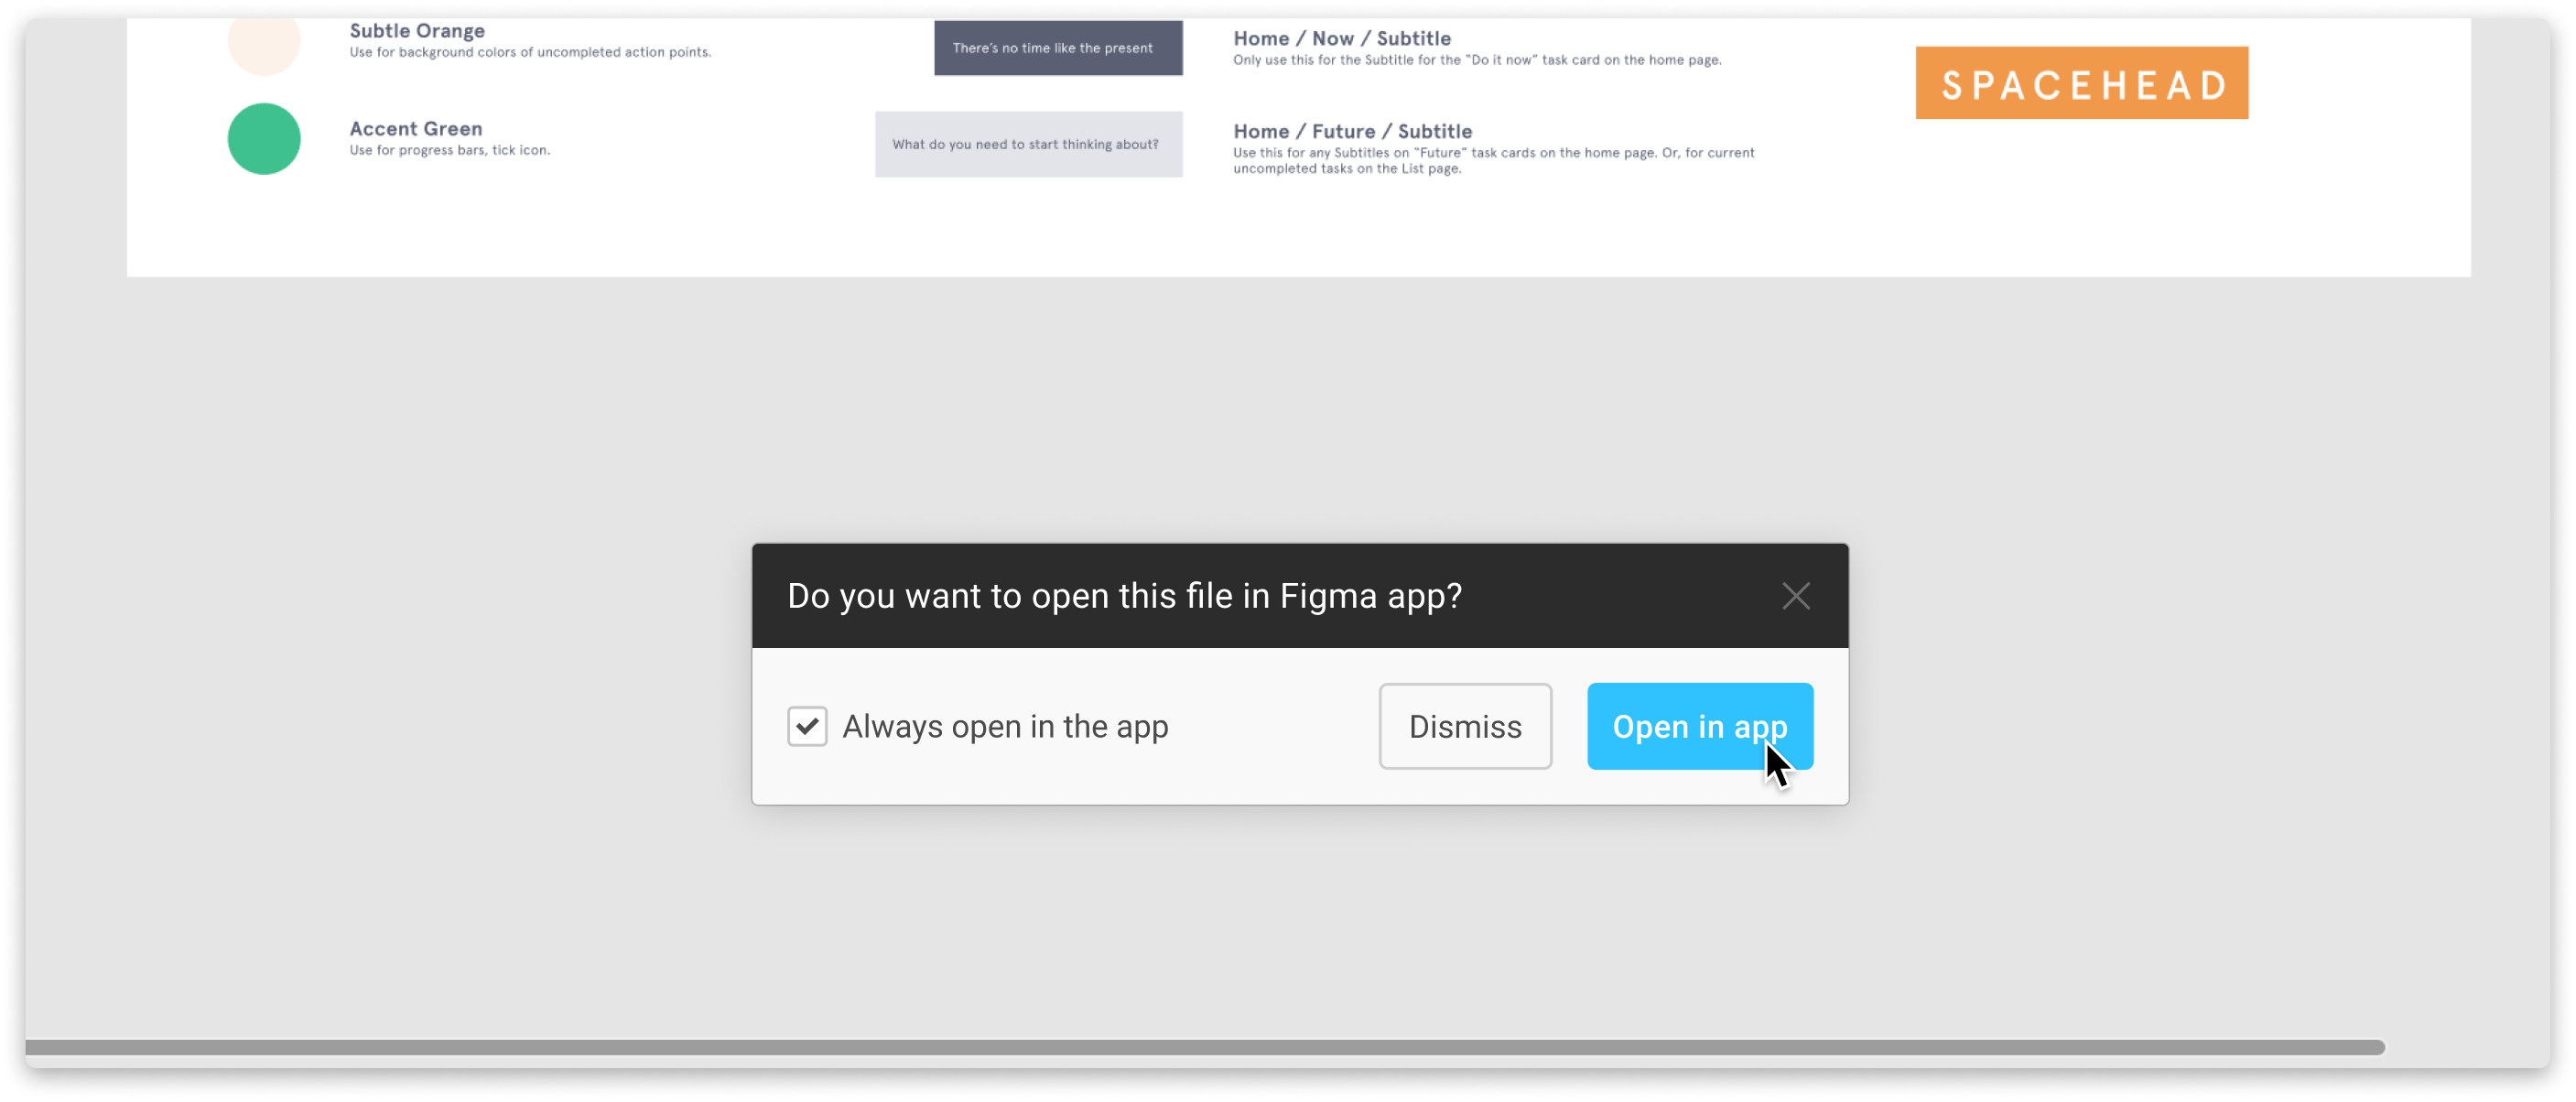 Subtle Orange
Use for background colors of uncompleted action points.
Accent Green
Use for progress bars, tick icon.
There’s no time like the present
What do you need to start thinking about?
Home / Now / Subtitle
Only use this for the Subtitle for the “Do it now” task card on the home page.
Home / Future / Subtitle
Use this for any Subtitles on “Future” task cards on the home page. Or, for current
uncompleted tasks on the List page.
SPACEHEAD
Do you want to open this file in Figma app?
Always open in the app
Dismiss
Open in app